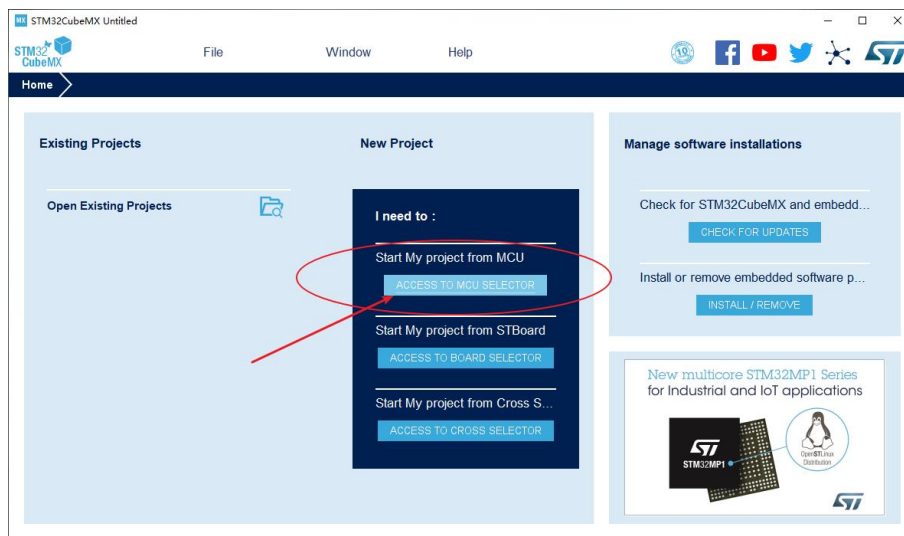 MX STM32CubeMX Untitled
STM32
CubeMX
File
Window
Help
10
Home
Existing Projects
Open Existing Projects
New Project
I need to :
Start My project from MCU
ACCESS TO MCU SELECTOR
Start My project from STBoard
ACCESS TO BOARD SELECTOR
Start My project from Cross S...
ACCESS TO CROSS SELECTOR
Manage software installations
Check for STM32CubeMX and embedd...
CHECK FOR UPDATES
Install or remove embedded software p...
INSTALL / REMOVE
New multicore STM32MP1 Series
for Industrial and IoT applications
STM32MP1
OpenSTLinux
Distribution